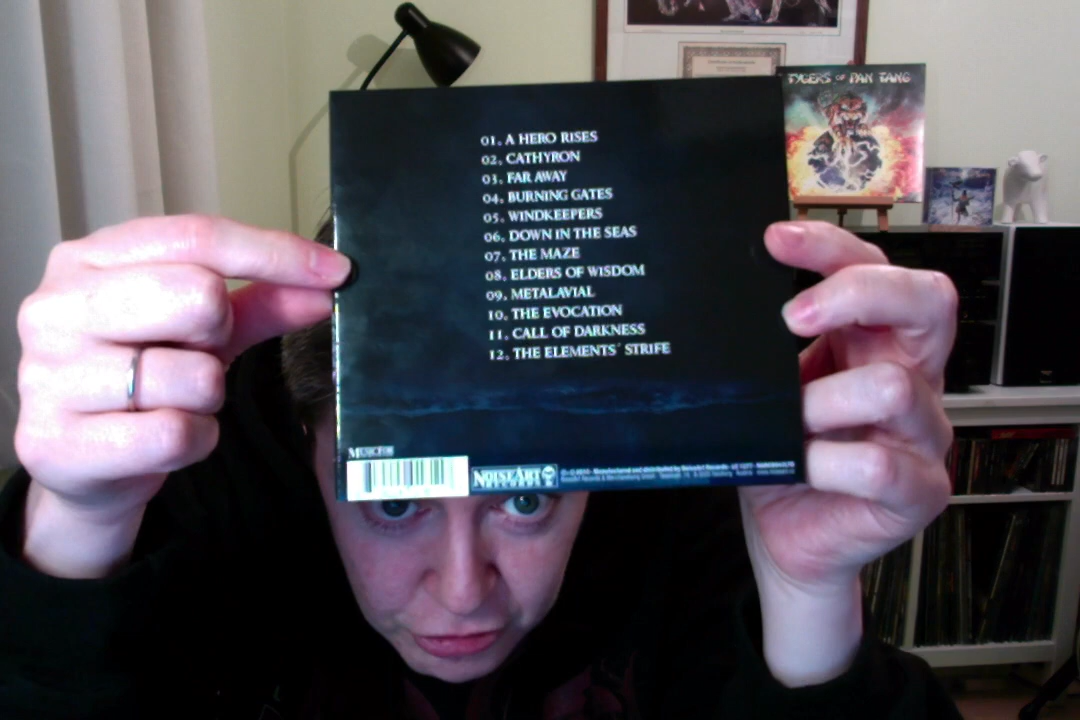 TYGERS OF PAN TANG
01. A HERO RISES
02. CATHYRON
03. FAR AWAY
04. BURNING GATES
05. WINDKEEPERS
06. DOWN IN THE SEAS
07. THE MAZE
08. ELDERS OF WISDOM
09. METALAVIAL
10. THE EVOCATION
11. CALL OF DARKNESS
12. THE ELEMENTS´ STRIFE
NOISEART